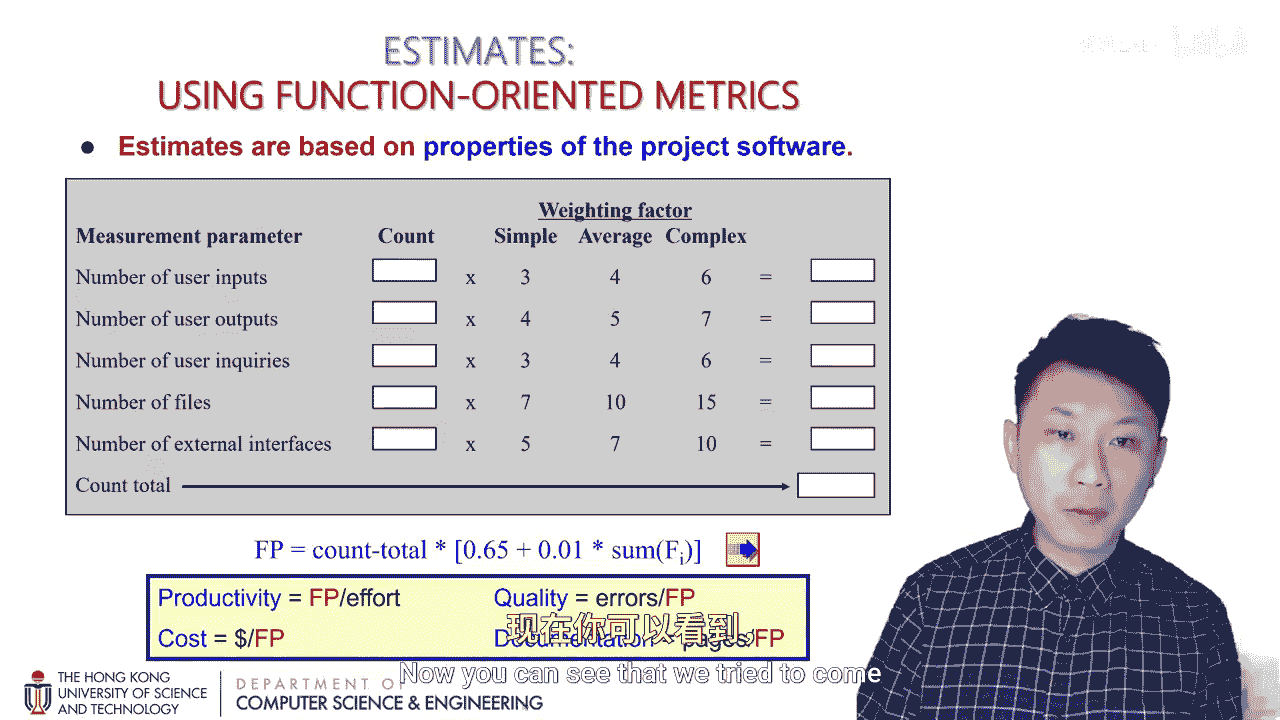 ESTIMATES:
USING FUNCTION-ORIENTED METRICS
● Estimates are based on properties of the project software.
Weighting factor
Measurement parameter Count Simple Average Complex
Number of user inputs x 3 4 6 =
Number of user outputs x 4 5 7 =
Number of user inquiries x 3 4 6 =
Number of files x 7 10 15 =
Number of external interfaces x 5 7 10 =
Count total
FP = count-total * [0.65 + 0.01 * sum(Fi)]
Productivity = FP/effort Quality = errors/FP
Cost = $/FP Documentation = pages/FP
现在你可以看到，
Now you can see that we tried to come
THE HONG KONG
UNIVERSITY OF SCIENCE
AND TECHNOLOGY
DEPARTMENT OF
COMPUTER SCIENCE & ENGINEERING